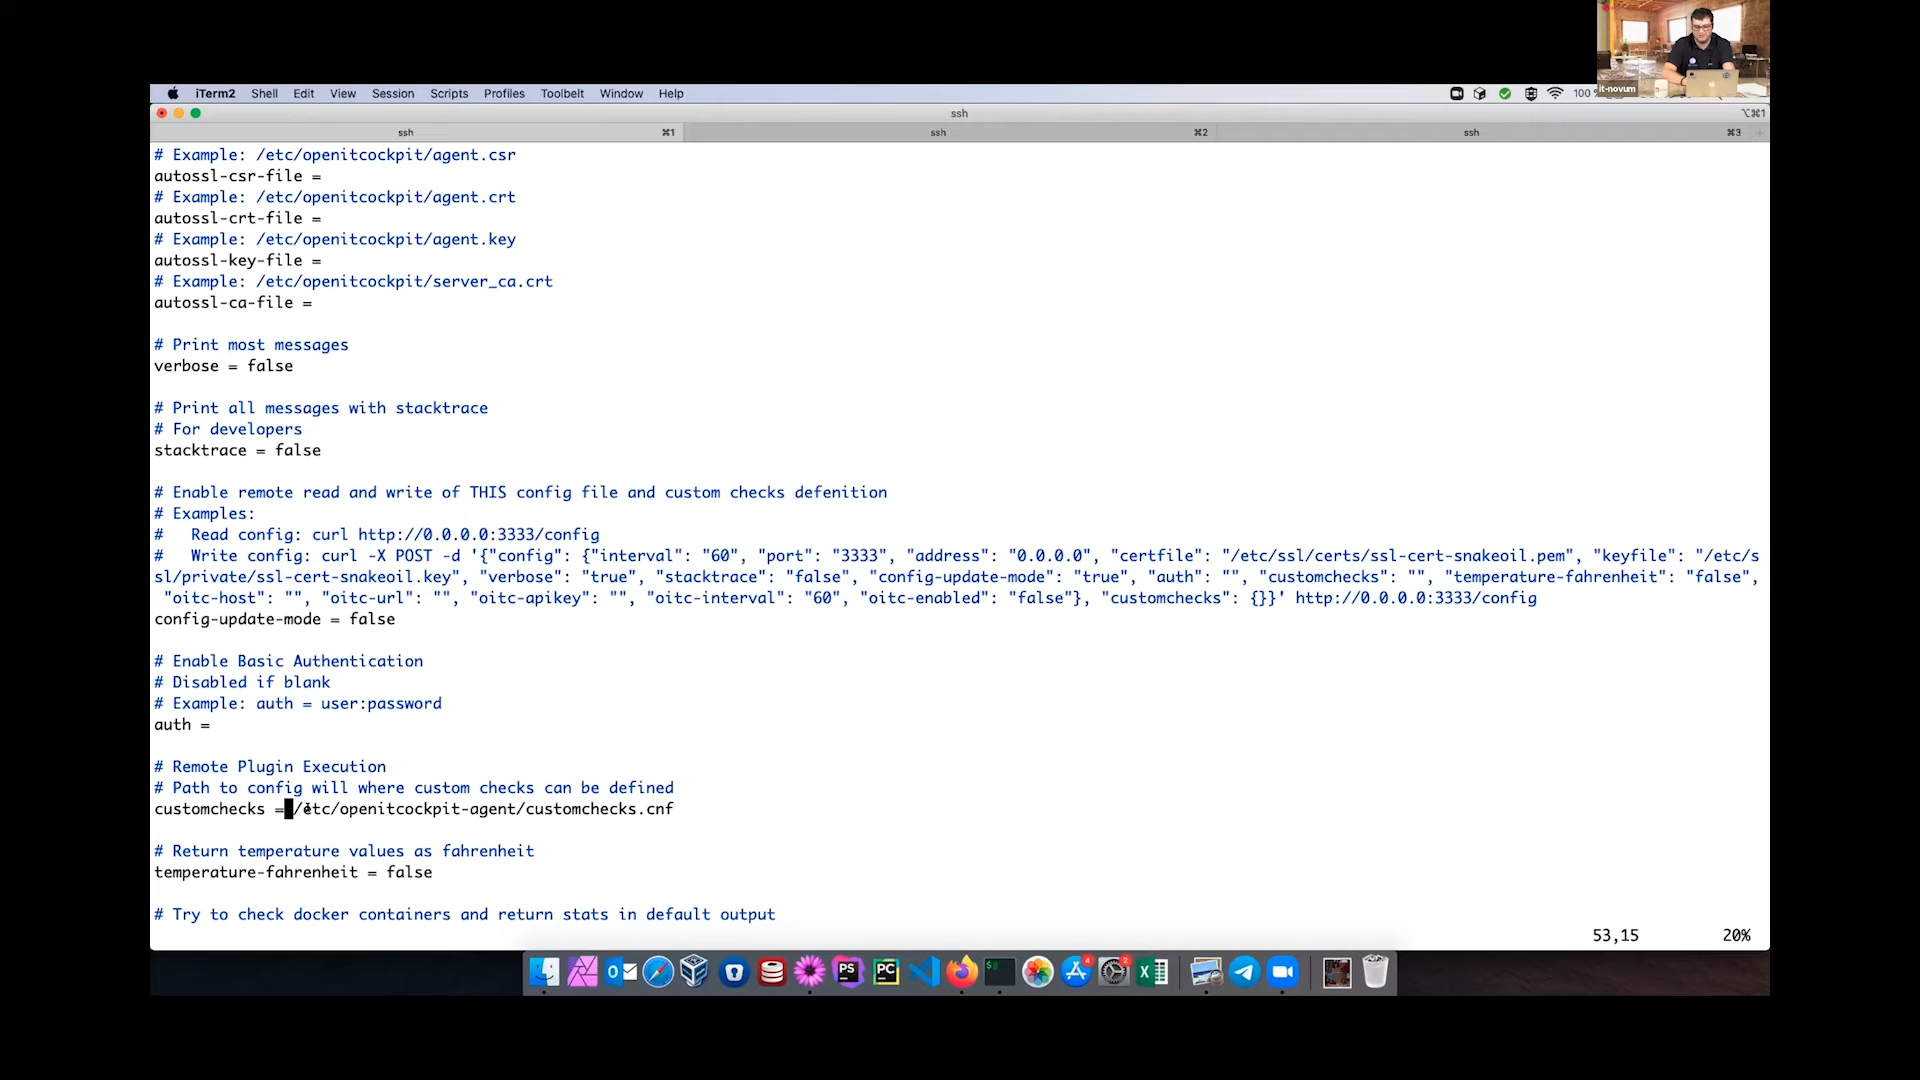 it-novum
iTerm2 Shell Edit View Session Scripts Profiles Toolbelt Window Help 100
ssh ⌥⌘1
ssh ⌘1 ssh ⌘2 ssh ⌘3
# Example: /etc/openitcockpit/agent.csr
autossl-csr-file =
# Example: /etc/openitcockpit/agent.crt
autossl-crt-file =
# Example: /etc/openitcockpit/agent.key
autossl-key-file =
# Example: /etc/openitcockpit/server_ca.crt
autossl-ca-file =
# Print most messages
verbose = false
# Print all messages with stacktrace
# For developers
stacktrace = false
# Enable remote read and write of THIS config file and custom checks defenition
# Examples:
#   Read config: curl http://0.0.0.0:3333/config
#   Write config: curl -X POST -d '{"config": {"interval": "60", "port": "3333", "address": "0.0.0.0", "certfile": "/etc/ssl/certs/ssl-cert-snakeoil.pem", "keyfile": "/etc/s
sl/private/ssl-cert-snakeoil.key", "verbose": "true", "stacktrace": "false", "config-update-mode": "true", "auth": "", "customchecks": "", "temperature-fahrenheit": "false",
"oitc-host": "", "oitc-url": "", "oitc-apikey": "", "oitc-interval": "60", "oitc-enabled": "false"}, "customchecks": {}}' http://0.0.0.0:3333/config
config-update-mode = false
# Enable Basic Authentication
# Disabled if blank
# Example: auth = user:password
auth =
# Remote Plugin Execution
# Path to config will where custom checks can be defined
customchecks = /etc/openitcockpit-agent/customchecks.cnf
# Return temperature values as fahrenheit
temperature-fahrenheit = false
# Try to check docker containers and return stats in default output
53,15 20%
PS PC 4 2